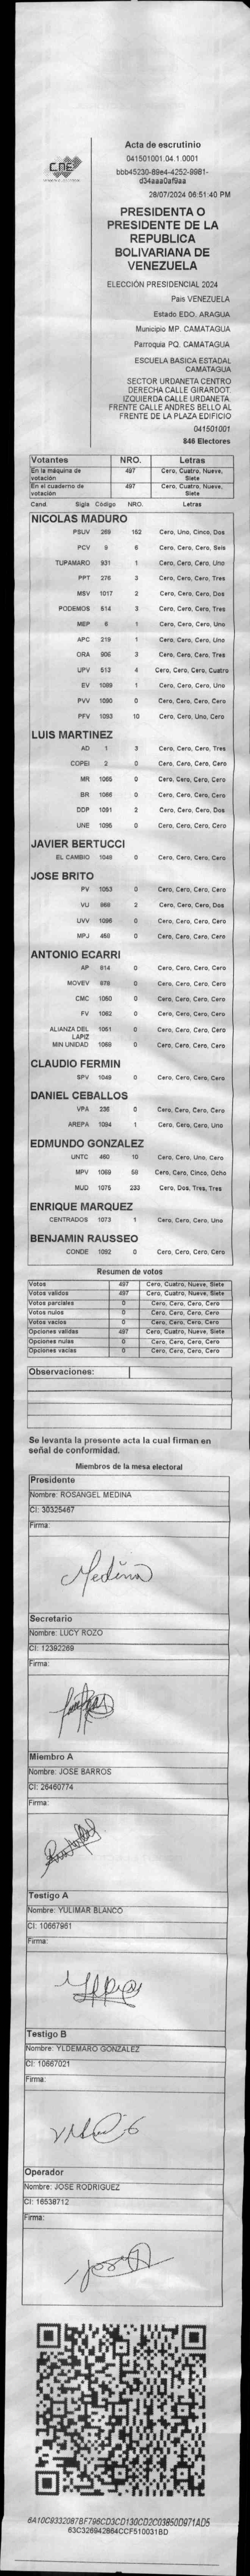 CNE
Acta de escrutinio
041501001.04.1.0001
bbb45230-89e4-4252-9981-
d34aaa0af9aa
28/07/2024 06:51:40 PM
PRESIDENTA O
PRESIDENTE DE LA
REPUBLICA
BOLIVARIANA DE
VENEZUELA
ELECCIÓN PRESIDENCIAL 2024
Pais VENEZUELA
Estado EDO. ARAGUA
Municipio MP. CAMATAGUA
Parroquia PQ. CAMATAGUA
ESCUELA BASICA ESTADAL
CAMATAGUA
SECTOR URDANETA CENTRO
DERECHA CALLE GIRARDOT.
IZQUIERDA CALLE URDANETA.
FRENTE CALLE ANDRES BELLO AL
FRENTE DE LA PLAZA EDIFICIO
041501001
846 Electores
Votantes NRO. Letras
En la máquina de votación 497 Cero, Cuatro, Nueve, Siete
En el cuaderno de votación 497 Cero, Cuatro, Nueve, Siete
Cand. Sigla Código NRO. Letras
NICOLAS MADURO
PSUV 269 152 Cero, Uno, Cinco, Dos
PCV 9 6 Cero, Cero, Cero, Seis
TUPAMARO 931 1 Cero, Cero, Cero, Uno
PPT 276 3 Cero, Cero, Cero, Tres
MSV 1017 2 Cero, Cero, Cero, Dos
PODEMOS 614 3 Cero, Cero, Cero, Tres
MEP 6 1 Cero, Cero, Cero, Uno
APC 219 1 Cero, Cero, Cero, Uno
ORA 906 3 Cero, Cero, Cero, Tres
UPV 513 4 Cero, Cero, Cero, Cuatro
EV 1089 1 Cero, Cero, Cero, Uno
PVV 1090 0 Cero, Cero, Cero, Cero
PFV 1093 10 Cero, Cero, Uno, Cero
LUIS MARTINEZ
AD 1 3 Cero, Cero, Cero, Tres
COPEI 2 0 Cero, Cero, Cero, Cero
MR 1065 0 Cero, Cero, Cero, Cero
BR 1066 0 Cero, Cero, Cero, Cero
DDP 1091 2 Cero, Cero, Cero, Dos
UNE 1095 0 Cero, Cero, Cero, Cero
JAVIER BERTUCCI
EL CAMBIO 1048 0 Cero, Cero, Cero, Cero
JOSE BRITO
PV 1053 0 Cero, Cero, Cero, Cero
VU 868 2 Cero, Cero, Cero, Dos
UVV 1096 0 Cero, Cero, Cero, Cero
MPJ 458 0 Cero, Cero, Cero, Cero
ANTONIO ECARRI
AP 814 0 Cero, Cero, Cero, Cero
MOVEV 878 0 Cero, Cero, Cero, Cero
CMC 1050 0 Cero, Cero, Cero, Cero
FV 1062 0 Cero, Cero, Cero, Cero
ALIANZA DEL LAPIZ 1061 0 Cero, Cero, Cero, Cero
MIN UNIDAD 1068 0 Cero, Cero, Cero, Cero
CLAUDIO FERMIN
SPV 1049 0 Cero, Cero, Cero, Cero
DANIEL CEBALLOS
VPA 236 0 Cero, Cero, Cero, Cero
AREPA 1094 1 Cero, Cero, Cero, Uno
EDMUNDO GONZALEZ
UNTC 460 10 Cero, Cero, Uno, Cero
MPV 1069 58 Cero, Cero, Cinco, Ocho
MUD 1075 233 Cero, Dos, Tres, Tres
ENRIQUE MARQUEZ
CENTRADOS 1073 1 Cero, Cero, Cero, Uno
BENJAMIN RAUSSEO
CONDE 1092 0 Cero, Cero, Cero, Cero
Resumen de votos
Votos 497 Cero, Cuatro, Nueve, Siete
Votos validos 497 Cero, Cuatro, Nueve, Siete
Votos parciales 0 Cero, Cero, Cero, Cero
Votos nulos 0 Cero, Cero, Cero, Cero
Votos vacios 0 Cero, Cero, Cero, Cero
Opciones validas 497 Cero, Cuatro, Nueve, Siete
Opciones nulas 0 Cero, Cero, Cero, Cero
Opciones vacias 0 Cero, Cero, Cero, Cero
Observaciones:
Se levanta la presente acta la cual firman en
señal de conformidad.
Miembros de la mesa electoral
Presidente
Nombre: ROSANGEL MEDINA
CI: 30325467
Firma:
Medina
Secretario
Nombre: LUCY ROZO
CI: 12392269
Firma:
Miembro A
Nombre: JOSE BARROS
CI: 26460774
Firma:
Testigo A
Nombre: YULIMAR BLANCO
CI: 10667961
Firma:
Testigo B
Nombre: YLDEMARO GONZALEZ
CI: 10667021
Firma:
Operador
Nombre: JOSE RODRIGUEZ
CI: 16538712
Firma:
6A10C9332087BF796CD3CD130CD2C03850D971AD5
63C326942864CCF510031BD